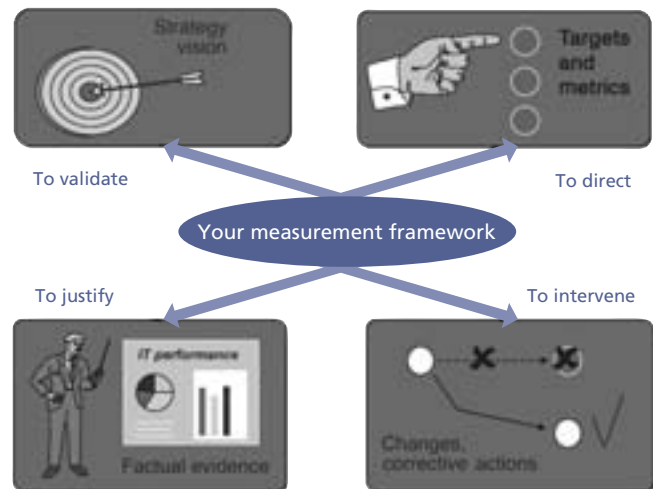 Strategy
vision
Targets
and
metrics
To validate
To direct
Your measurement framework
To justify
To intervene
IT performance
Factual evidence
Changes,
corrective actions